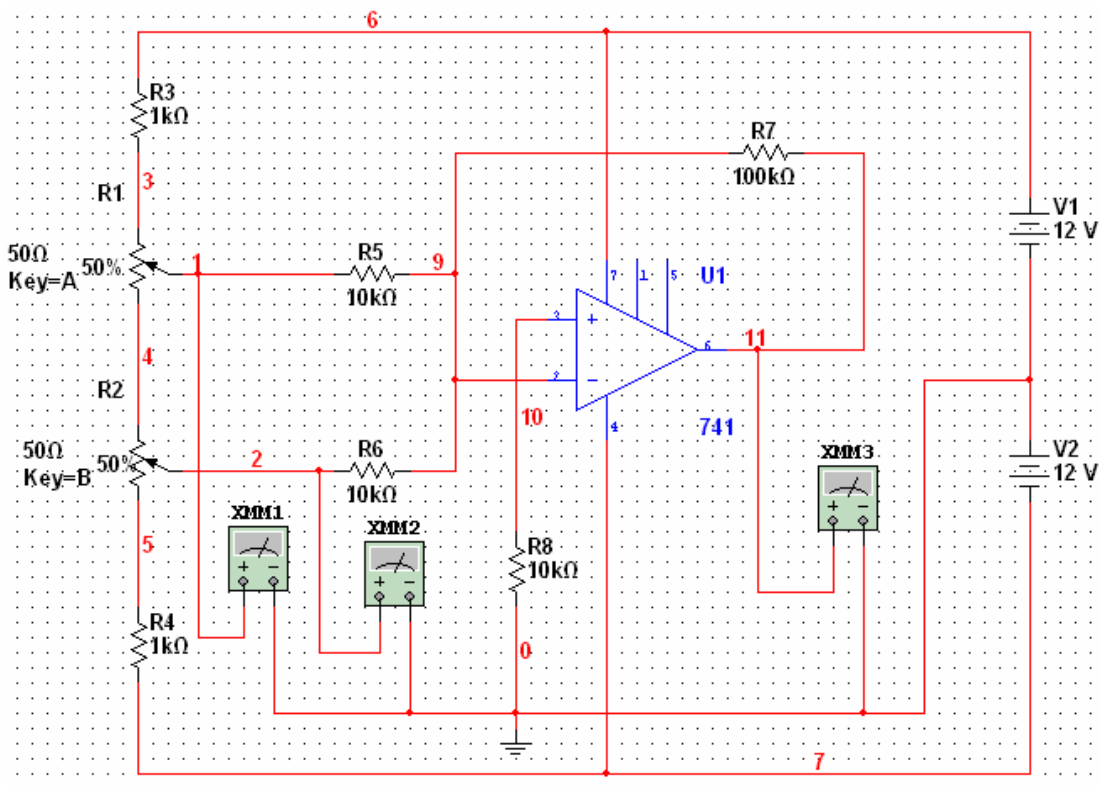 6
R3
1kΩ
R7
100kΩ
3
R1
V1
12 V
50Ω
Key=A
50%
1
R5
10kΩ
9
7
1
5
U1
3
+
6
11
2
−
4
R2
10
4
741
50Ω
Key=B
50%
2
R6
10kΩ
V2
12 V
XMM3
+ −
XMM1
+ −
XMM2
+ −
5
R8
10kΩ
R4
1kΩ
0
7